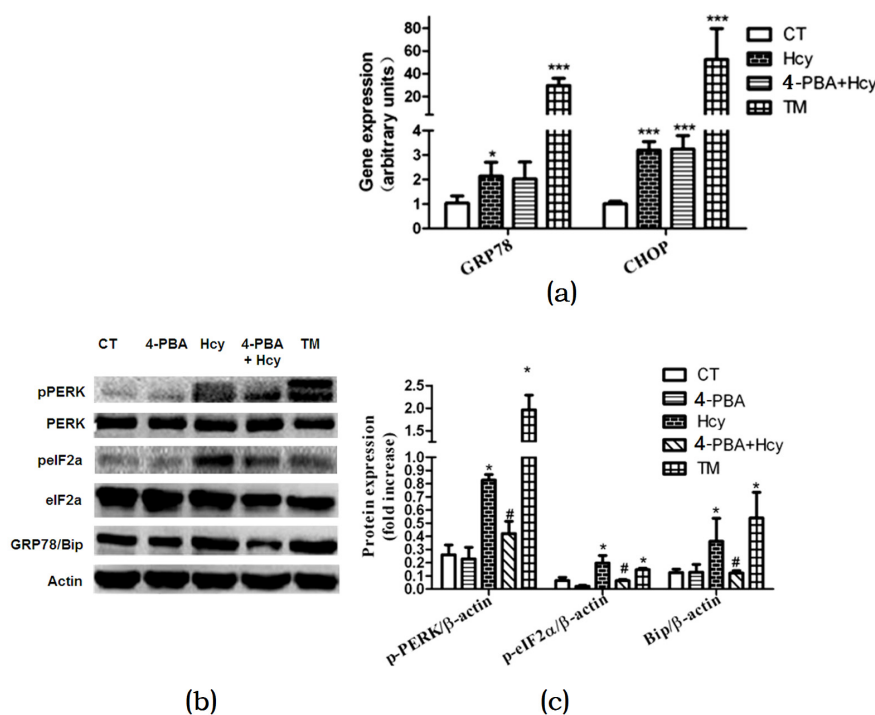 Gene expression
(arbitrary units)
80
60
40
20
4
3
2
1
0
*
***
***
***
***
GRP78
CHOP
CT
Hcy
4-PBA+Hcy
TM
(a)
CT
4-PBA
Hcy
4-PBA
+ Hcy
TM
pPERK
PERK
peIF2a
eIF2a
GRP78/Bip
Actin
(b)
Protein expression
(fold increase)
2.5
2.0
1.5
1.0
0.9
0.8
0.7
0.6
0.5
0.4
0.3
0.2
0.1
0.0
*
#
*
*
#
*
*
#
*
p-PERK/β-actin
p-eIF2α/β-actin
Bip/β-actin
CT
4-PBA
Hcy
4-PBA+Hcy
TM
(c)